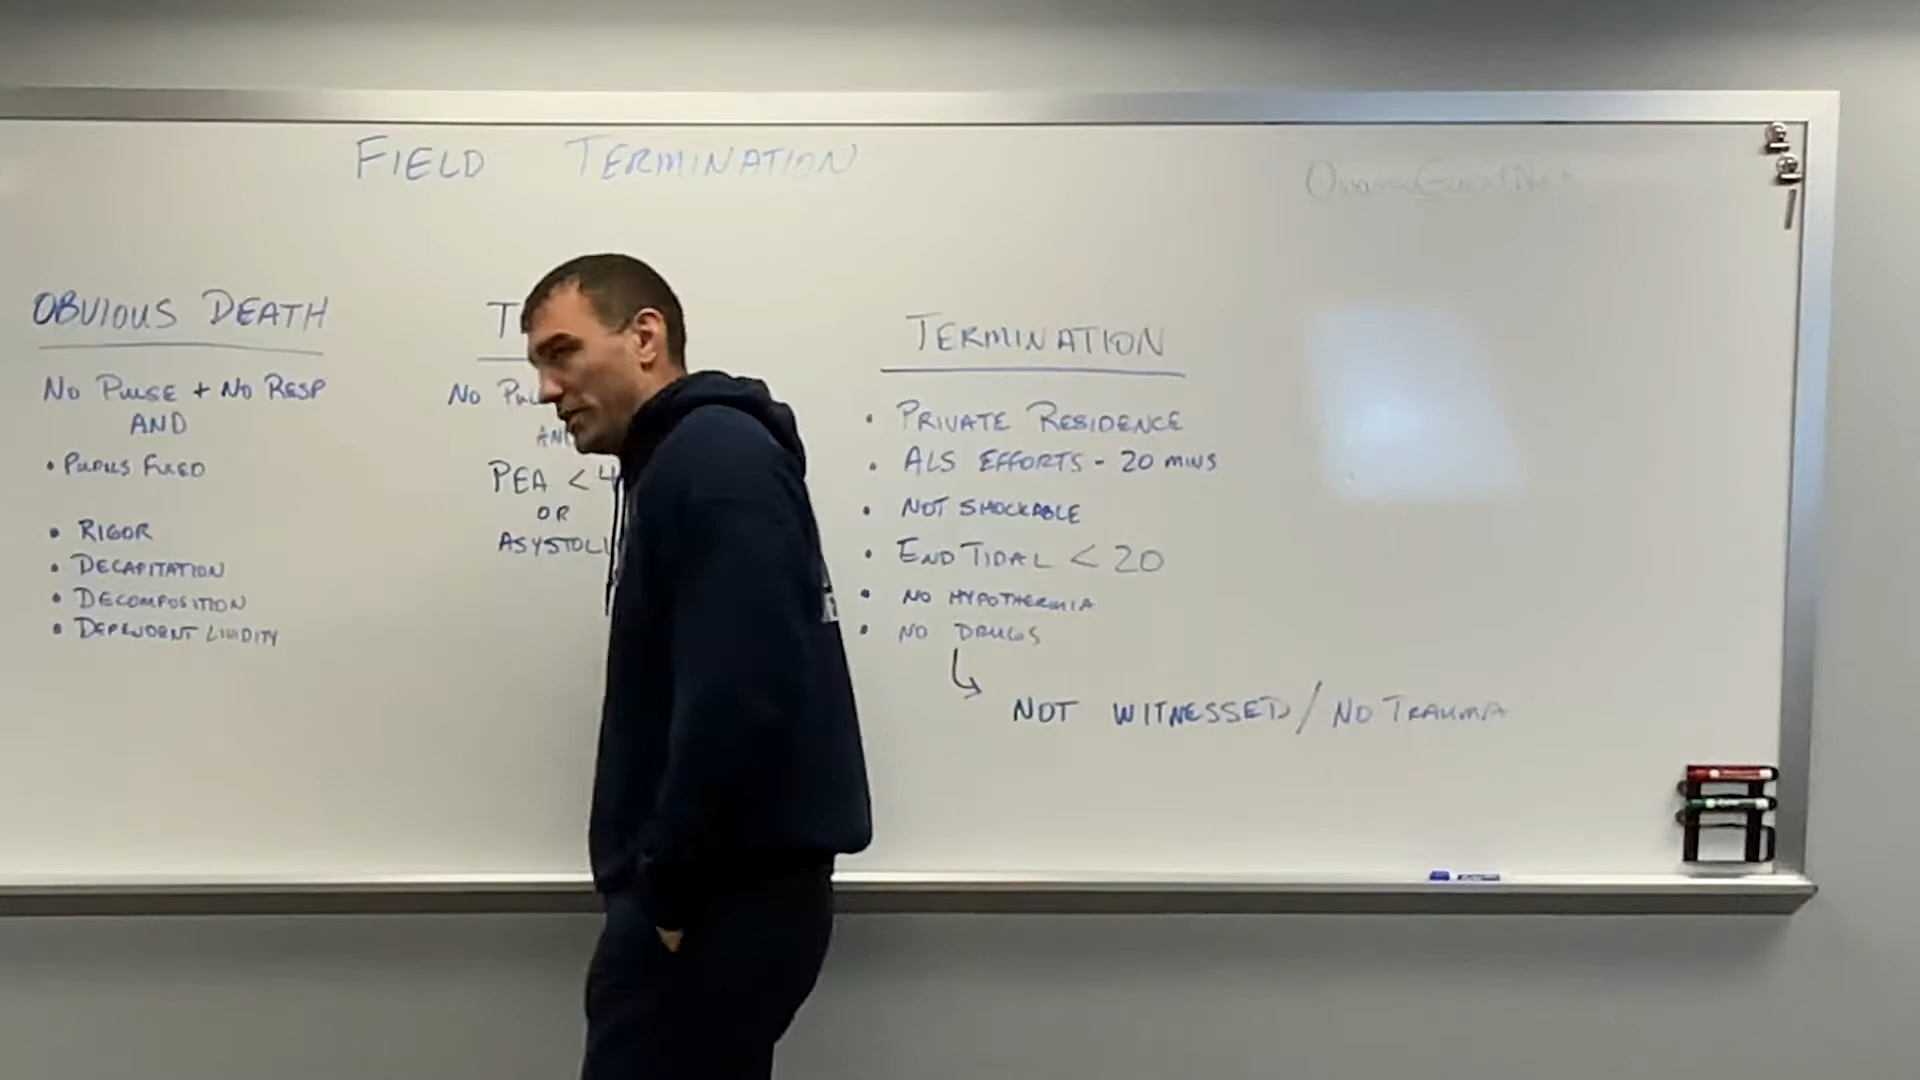 FIELD TERMINATION
OBVIOUS DEATH
NO PULSE + NO RESP
AND
• PUPILS FIXED
• RIGOR
• DECAPITATION
• DECOMPOSITION
• DEPENDENT LIVIDITY
NO
AND
PEA < 4
OR
TERMINATION
• PRIVATE RESIDENCE
• ALS EFFORTS - 20 MINS
• NOT SHOCKABLE
• END TIDAL < 20
• NO HYPOTHERMIA
• NO DRUGS
NOT WITNESSED / NO TRAUMA